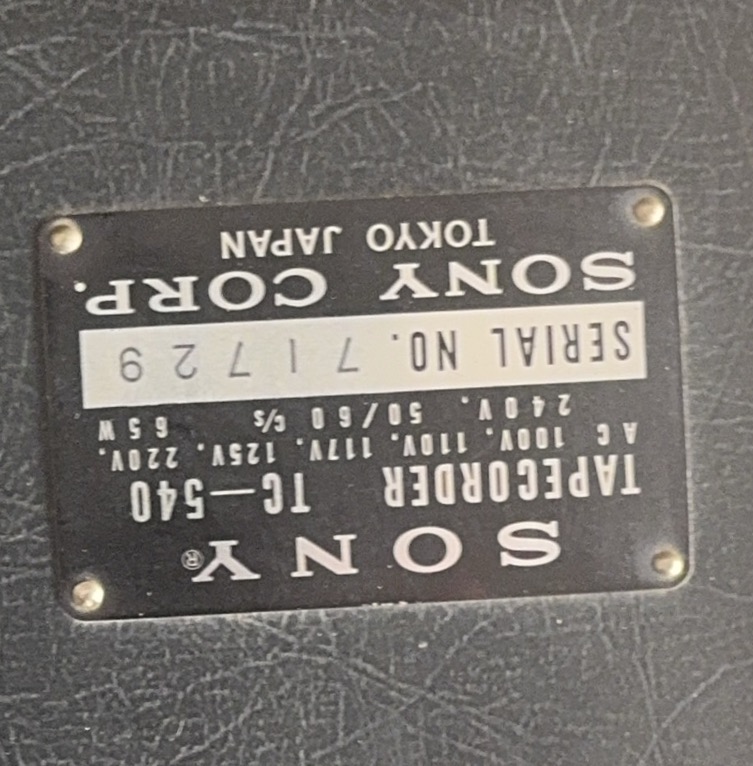 SONY®
TAPECORDER TC-540
AC 100V. 110V. 117V. 125V. 220V.
240V. 50/60 c/s 65W
SERIAL NO. 71729
SONY CORP.
TOKYO JAPAN